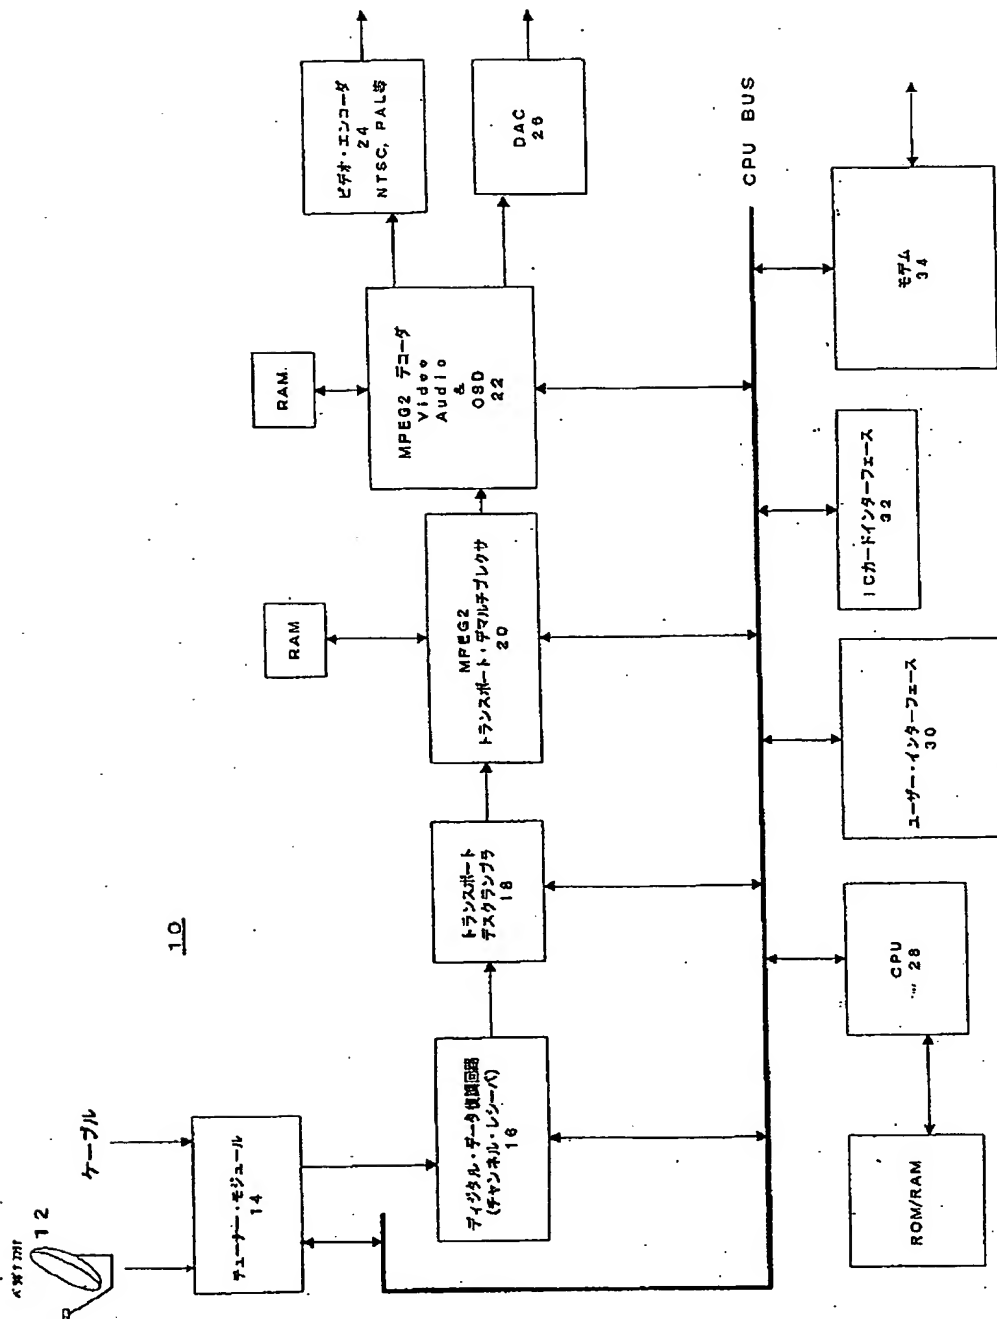 10
12
ケーブル
チューナー・モジュール
14
ディジタル・データ復調回路
(チャンネル・レシーバ)
16
トランスポート
デスクランブラ
18
RAM
MPEG2
トランスポート・デマルチプレクサ
20
RAM
MPEG2 デコーダ
Video
Audio
&
OSD
22
ビデオ・エンコーダ
24
NTSC, PAL等
DAC
26
CPU BUS
ROM/RAM
CPU
28
ユーザー・インターフェース
30
ICカードインターフェース
32
モデム
34